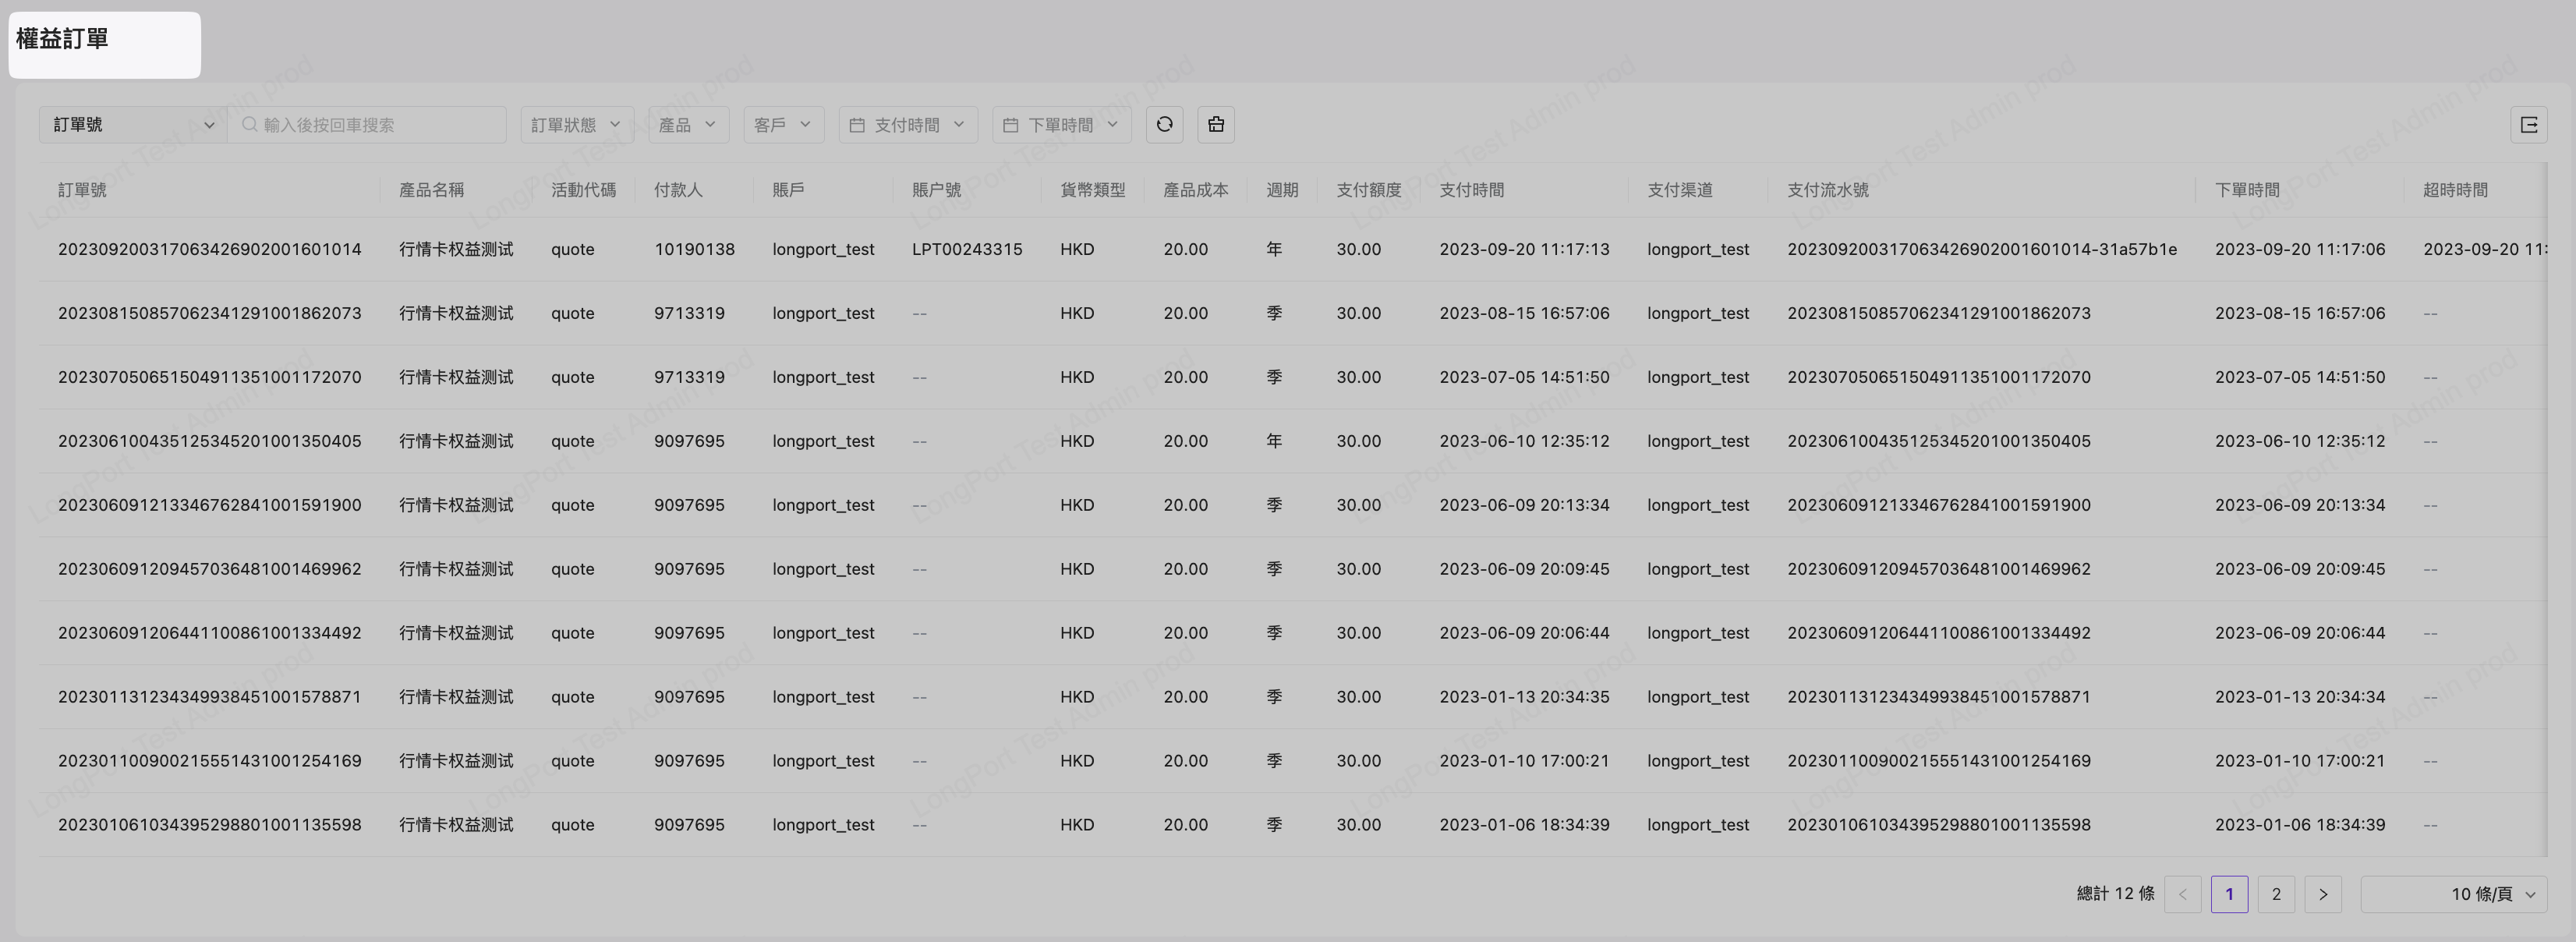 權益訂單
訂單號 輸入後按回車搜索 訂單狀態 產品 客戶 支付時間 下單時間
訂單號 產品名稱 活動代碼 付款人 賬戶 賬户號 貨幣類型 產品成本 週期 支付額度 支付時間 支付渠道 支付流水號 下單時間 超時時間
202309200317063426902001601014 行情卡权益测试 quote 10190138 longport_test LPT00243315 HKD 20.00 年 30.00 2023-09-20 11:17:13 longport_test 202309200317063426902001601014-31a57b1e 2023-09-20 11:17:06 2023-09-20 11:
202308150857062341291001862073 行情卡权益测试 quote 9713319 longport_test -- HKD 20.00 季 30.00 2023-08-15 16:57:06 longport_test 202308150857062341291001862073 2023-08-15 16:57:06 --
202307050651504911351001172070 行情卡权益测试 quote 9713319 longport_test -- HKD 20.00 季 30.00 2023-07-05 14:51:50 longport_test 202307050651504911351001172070 2023-07-05 14:51:50 --
202306100435125345201001350405 行情卡权益测试 quote 9097695 longport_test -- HKD 20.00 年 30.00 2023-06-10 12:35:12 longport_test 202306100435125345201001350405 2023-06-10 12:35:12 --
202306091213346762841001591900 行情卡权益测试 quote 9097695 longport_test -- HKD 20.00 季 30.00 2023-06-09 20:13:34 longport_test 202306091213346762841001591900 2023-06-09 20:13:34 --
202306091209457036481001469962 行情卡权益测试 quote 9097695 longport_test -- HKD 20.00 季 30.00 2023-06-09 20:09:45 longport_test 202306091209457036481001469962 2023-06-09 20:09:45 --
202306091206441100861001334492 行情卡权益测试 quote 9097695 longport_test -- HKD 20.00 季 30.00 2023-06-09 20:06:44 longport_test 202306091206441100861001334492 2023-06-09 20:06:44 --
202301131234349938451001578871 行情卡权益测试 quote 9097695 longport_test -- HKD 20.00 季 30.00 2023-01-13 20:34:35 longport_test 202301131234349938451001578871 2023-01-13 20:34:34 --
202301100900215551431001254169 行情卡权益测试 quote 9097695 longport_test -- HKD 20.00 季 30.00 2023-01-10 17:00:21 longport_test 202301100900215551431001254169 2023-01-10 17:00:21 --
202301061034395298801001135598 行情卡权益测试 quote 9097695 longport_test -- HKD 20.00 季 30.00 2023-01-06 18:34:39 longport_test 202301061034395298801001135598 2023-01-06 18:34:39 --
總計 12 條 1 2 10 條/頁
LongPort Test Admin prod